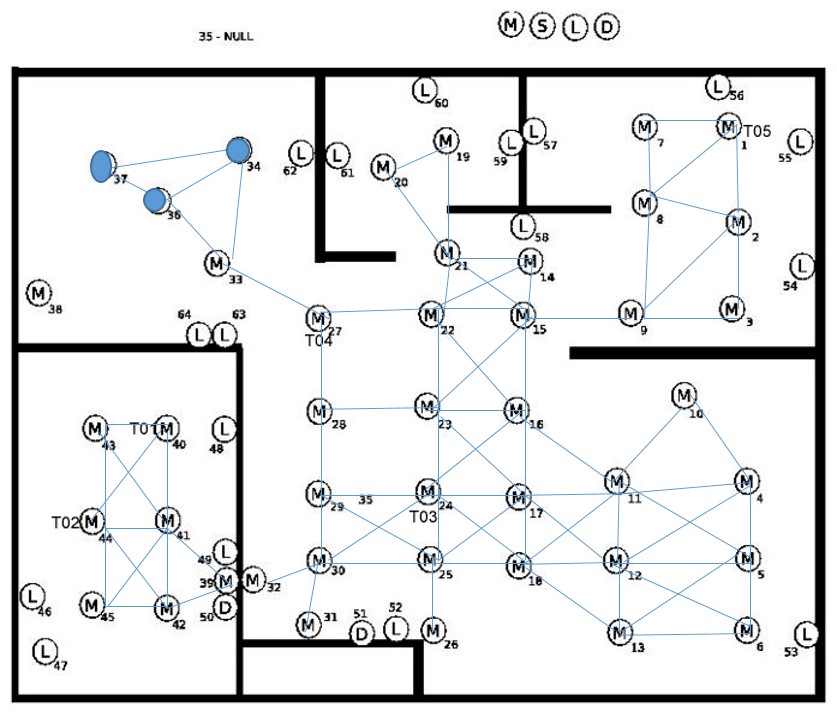 35 - NULL M S L D
L 60 L 56
L 59 L 57 M 7 M 1 T05 L 55
37 34 L 62 L 61 M 20 M 19
36 M 8 M 2
L 58
M 33 M 21 M 14 L 54
M 38
64 L L 63 M 27 T04 M 22 M 15 M 9 M 3
M 28 M 23 M 16 M 10
M 43 T01 M 40 L 48
M 29 35 M 24 T03 M 17 M 11 M 4
T02 M 44 M 41
49 L M 30 M 25 M 18 M 12 M 5
39 M M 32
L 46 M 45 M 42 50 D
M 31 51 D 52 L M 26 M 13 M 6 53 L
L 47